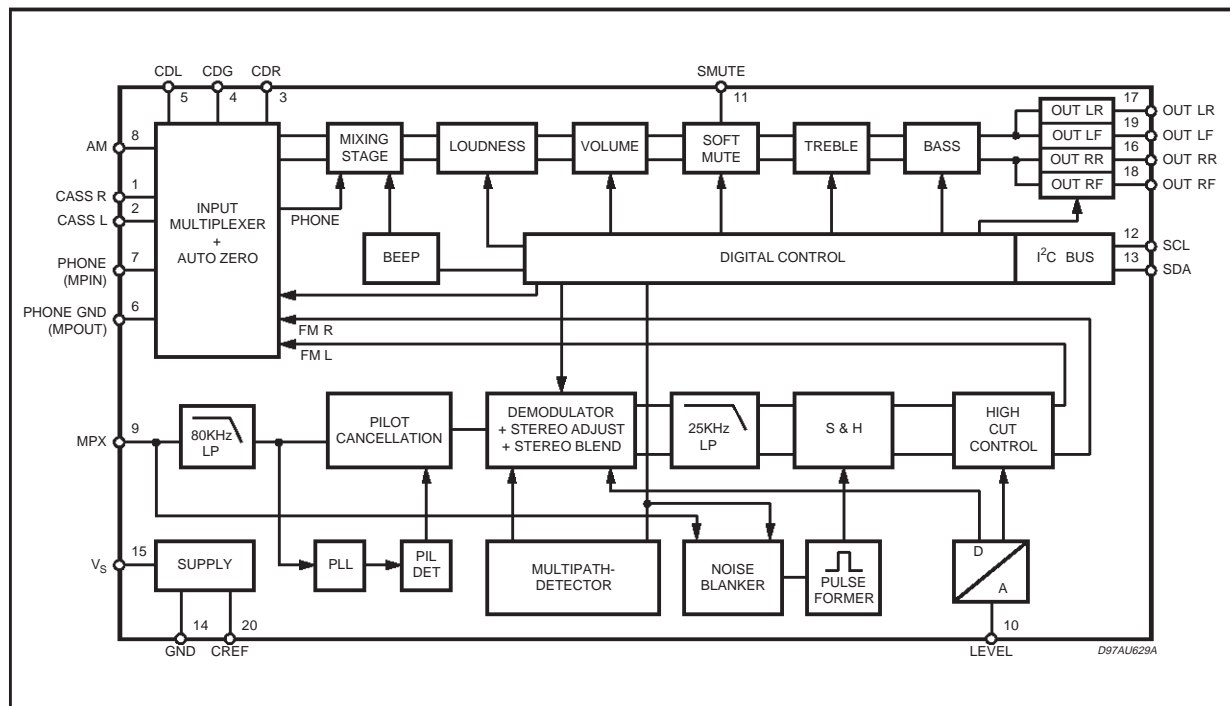 CDL
CDG
CDR
SMUTE
5
4
3
11
17
OUT LR
OUT LR
8
AM
MIXING
STAGE
LOUDNESS
VOLUME
SOFT
MUTE
TREBLE
BASS
OUT LF
19
OUT LF
OUT RR
16
OUT RR
OUT RF
18
OUT RF
1
CASS R
2
CASS L
INPUT
MULTIPLEXER
+
AUTO ZERO
PHONE
BEEP
DIGITAL CONTROL
I2C BUS
12
SCL
13
SDA
7
PHONE
(MPIN)
6
PHONE GND
(MPOUT)
FM R
FM L
9
MPX
80KHz
LP
PILOT
CANCELLATION
DEMODULATOR
+ STEREO ADJUST
+ STEREO BLEND
25KHz
LP
S & H
HIGH
CUT
CONTROL
15
VS
SUPPLY
PLL
PIL
DET
MULTIPATH-
DETECTOR
NOISE
BLANKER
PULSE
FORMER
D
A
14
20
10
GND
CREF
LEVEL
D97AU629A